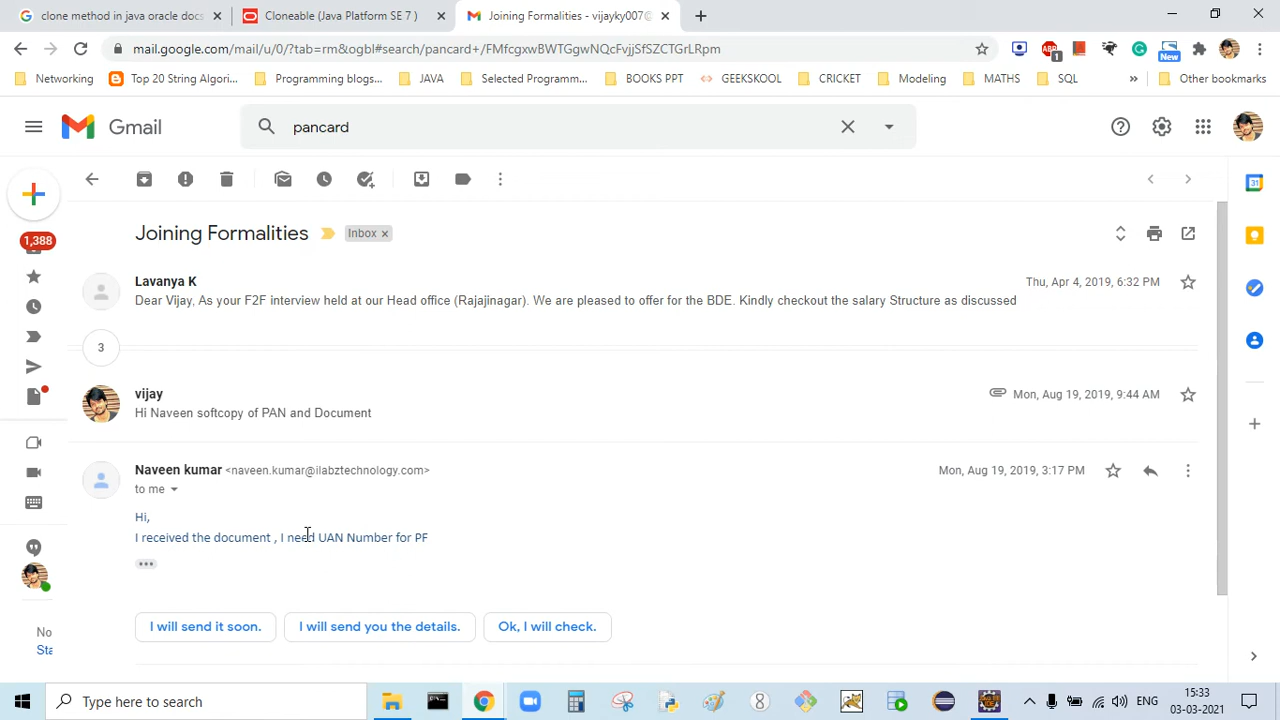 clone method in java docs
Cloneable (Java Platform SE 7 )
Joining Formalities - vijayky007@
mail.google.com/mail/u/0/?tab=rm&ogbl#search/pancard+/FMfcgxwBWTGgwNQcFvjjSfSZCTGrLRpm
ABP
1
New
Networking
Top 20 String Algori...
Programming blogs...
JAVA
Selected Programm...
BOOKS PPT
GEEKSKOOL
CRICKET
Modeling
MATHS
SQL
»
Other bookmarks
Gmail
pancard
1,388
31
Joining Formalities
Inbox ×
Lavanya K
Thu, Apr 4, 2019, 6:32 PM
Dear Vijay, As your F2F interview held at our Head office (Rajajinagar). We are pleased to offer for the BDE. Kindly checkout the salary Structure as discussed
3
vijay
Mon, Aug 19, 2019, 9:44 AM
Hi Naveen softcopy of PAN and Document
Naveen kumar <naveen.kumar@ilabztechnology.com>
Mon, Aug 19, 2019, 3:17 PM
to me
Hi,
I received the document , I need UAN Number for PF
I will send it soon.
I will send you the details.
Ok, I will check.
No
Sta
Type here to search
ENG
15:33
03-03-2021